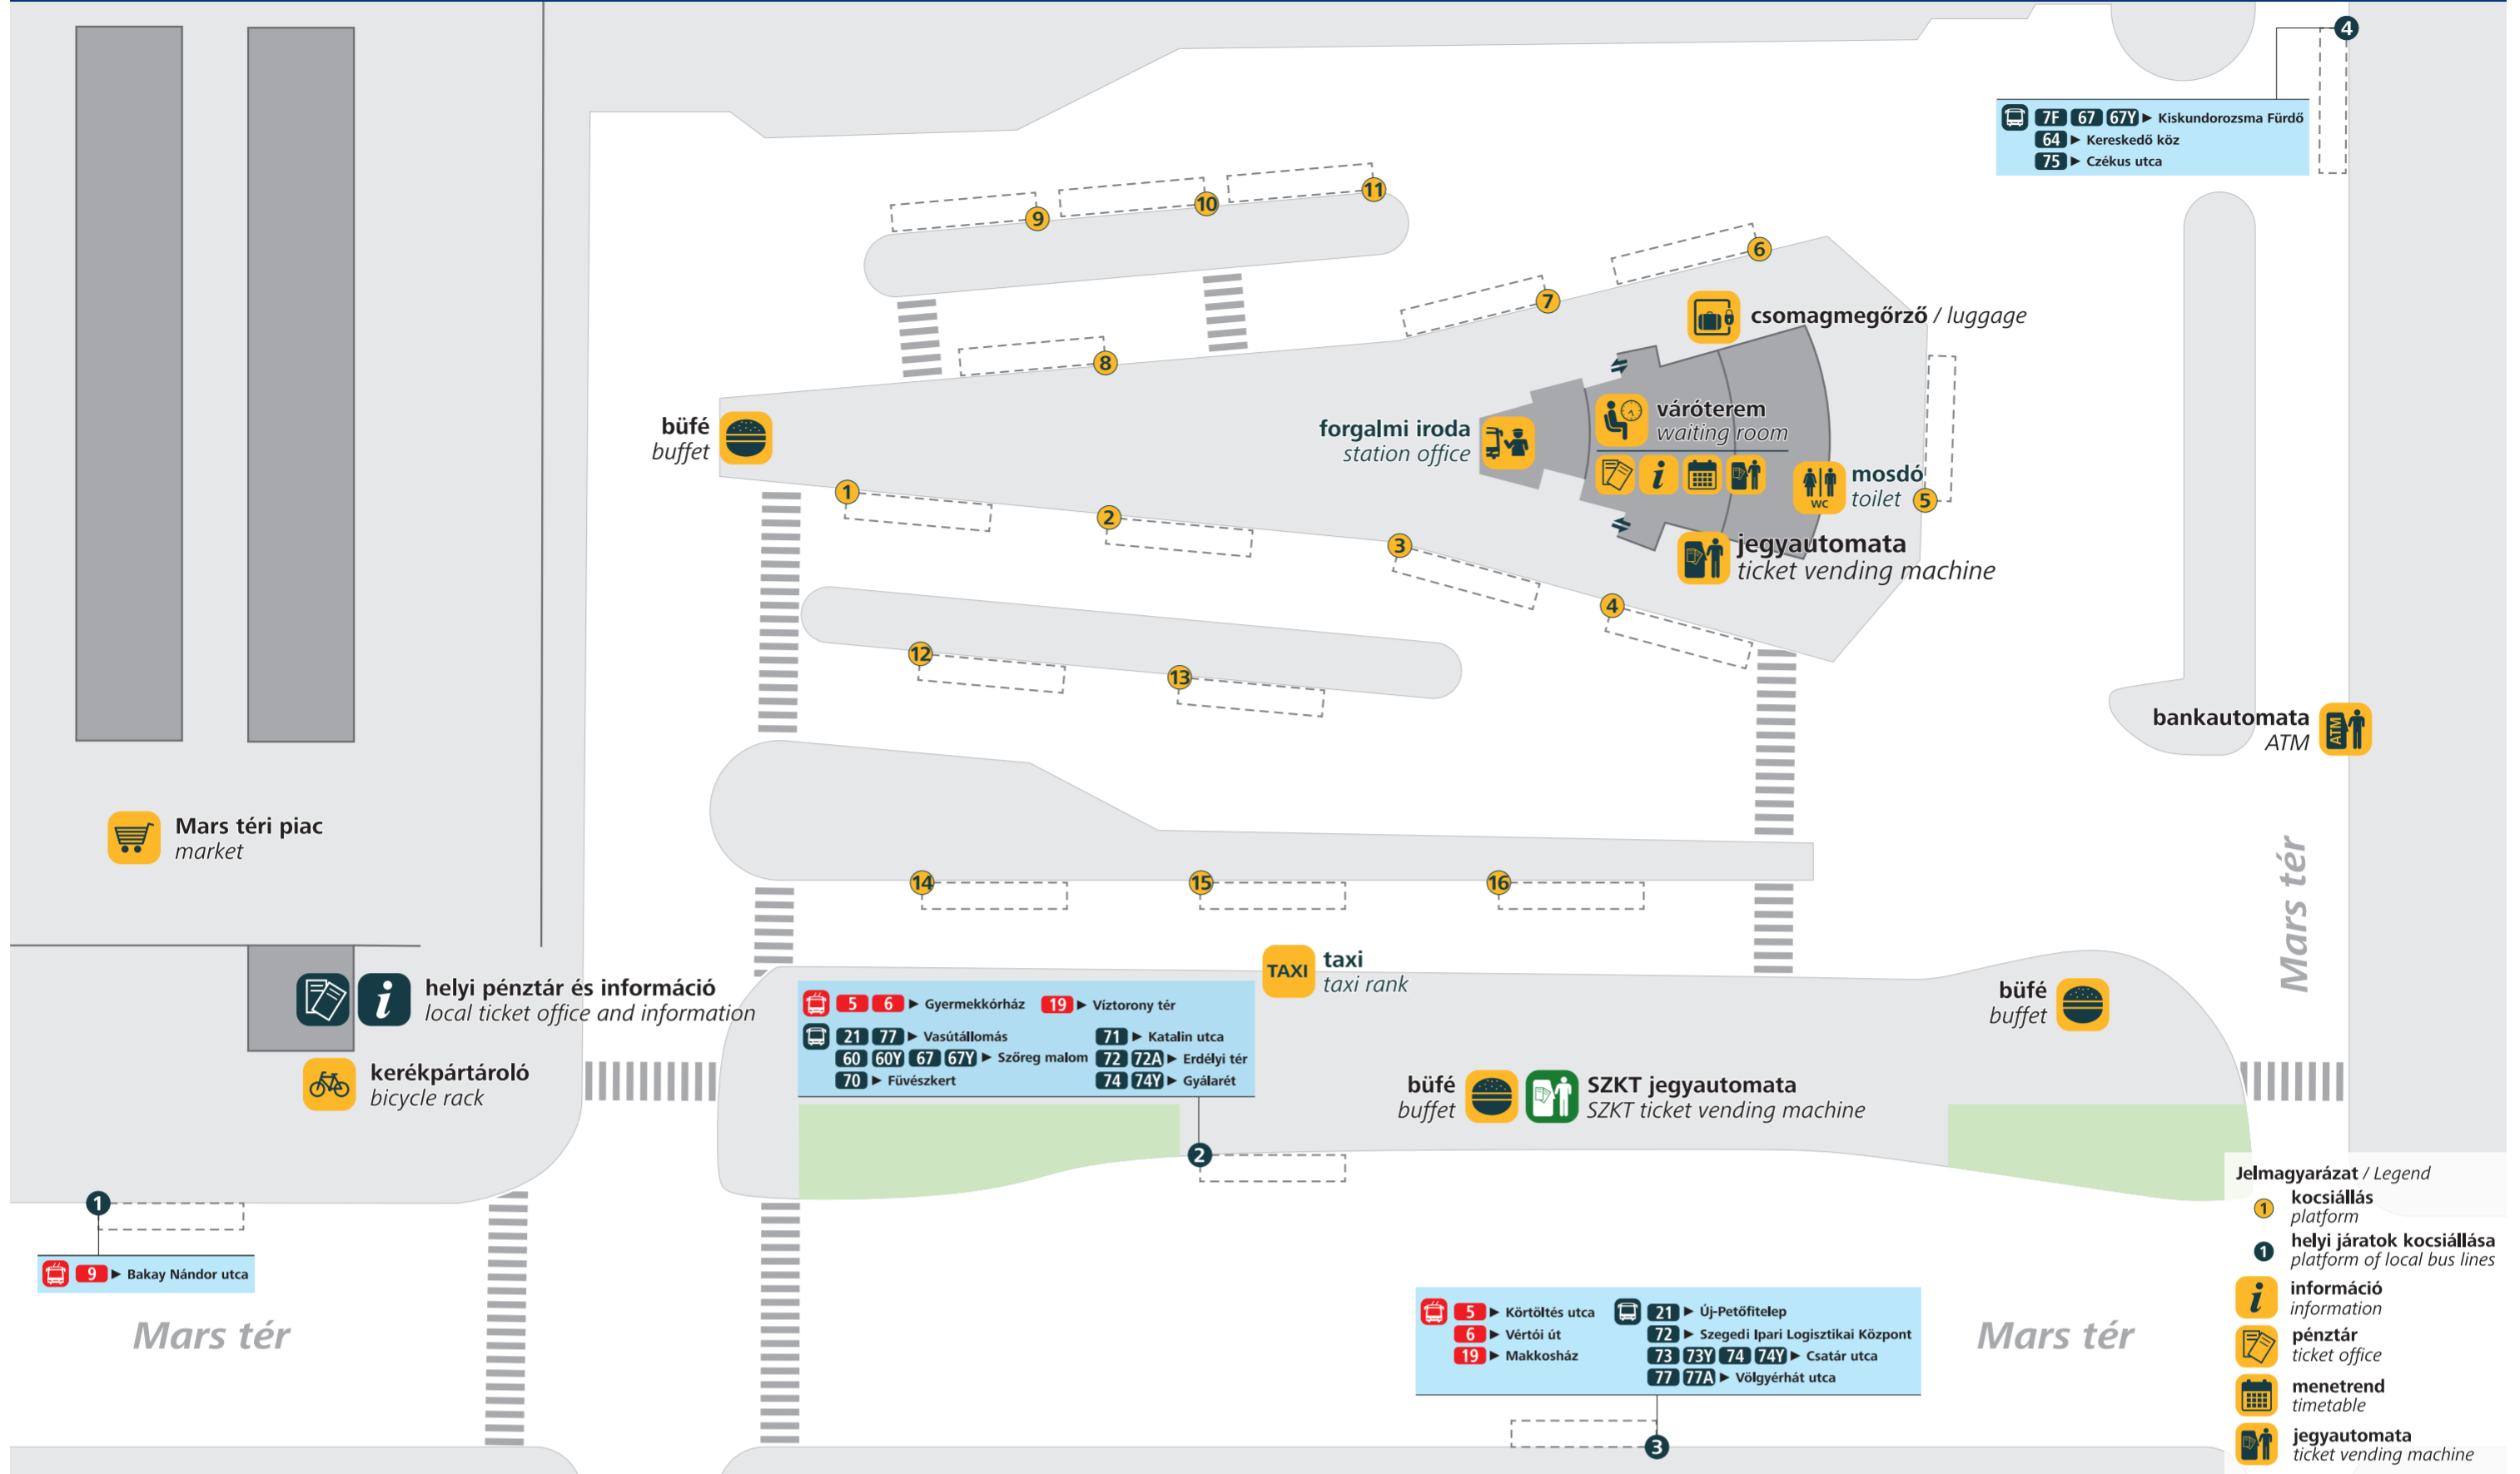 4
7F 67 67Y ▶ Kiskundorozsma Fürdő
64 ▶ Kereskedő köz
75 ▶ Czékus utca
9
10
11
6
7
8
csomagmegőrző / luggage
büfé
buffet
forgalmi iroda
station office
váróterem
waiting room
WC
mosdó
toilet
5
1
2
3
4
jegyautomata
ticket vending machine
12
13
bankautomata
ATM
ATM
Mars téri piac
market
Mars tér
14
15
16
TAXI
taxi
taxi rank
helyi pénztár és információ
local ticket office and information
kerékpártároló
bicycle rack
5 6 ▶ Gyermekkórház 19 ▶ Víztorony tér
21 77 ▶ Vasútállomás 71 ▶ Katalin utca
60 60Y 67 67Y ▶ Szőreg malom 72 72A ▶ Erdélyi tér
70 ▶ Füvészkert 74 74Y ▶ Gyálarét
büfé
buffet
büfé
buffet
SZKT jegyautomata
SZKT ticket vending machine
2
1
9 ▶ Bakay Nándor utca
Mars tér
5 ▶ Körtöltés utca 21 ▶ Új-Petőfitelep
6 ▶ Vértói út 72 ▶ Szegedi Ipari Logisztikai Központ
19 ▶ Makkosház 73 73Y 74 74Y ▶ Csatár utca
77 77A ▶ Völgyérhát utca
3
Mars tér
Jelmagyarázat / Legend
1 kocsiállás
platform
1 helyi járatok kocsiállása
platform of local bus lines
információ
information
pénztár
ticket office
menetrend
timetable
jegyautomata
ticket vending machine